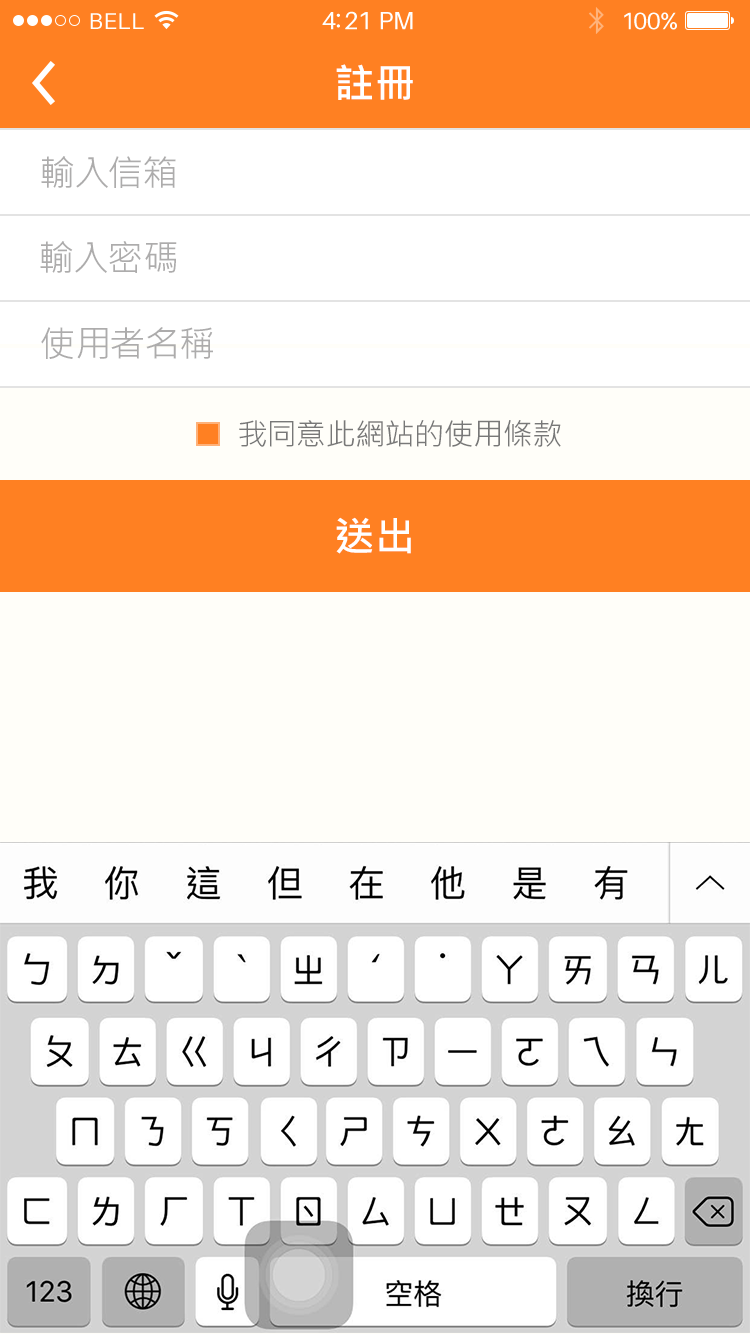 BELL 4:21 PM 100%
註冊
輸入信箱
輸入密碼
使用者名稱
我同意此網站的使用條款
送出
我 你 這 但 在 他 是 有
ㄅ ㄉ ˇ ˋ ㄓ ˊ ˙ ㄚ ㄞ ㄢ ㄦ
ㄆ ㄊ ㄍ ㄐ ㄔ ㄗ ㄧ ㄛ ㄟ ㄣ
ㄇ ㄋ ㄎ ㄑ ㄕ ㄘ ㄨ ㄜ ㄠ ㄤ
ㄈ ㄌ ㄏ ㄒ ㄖ ㄙ ㄩ ㄝ ㄡ ㄥ
123 空格 換行